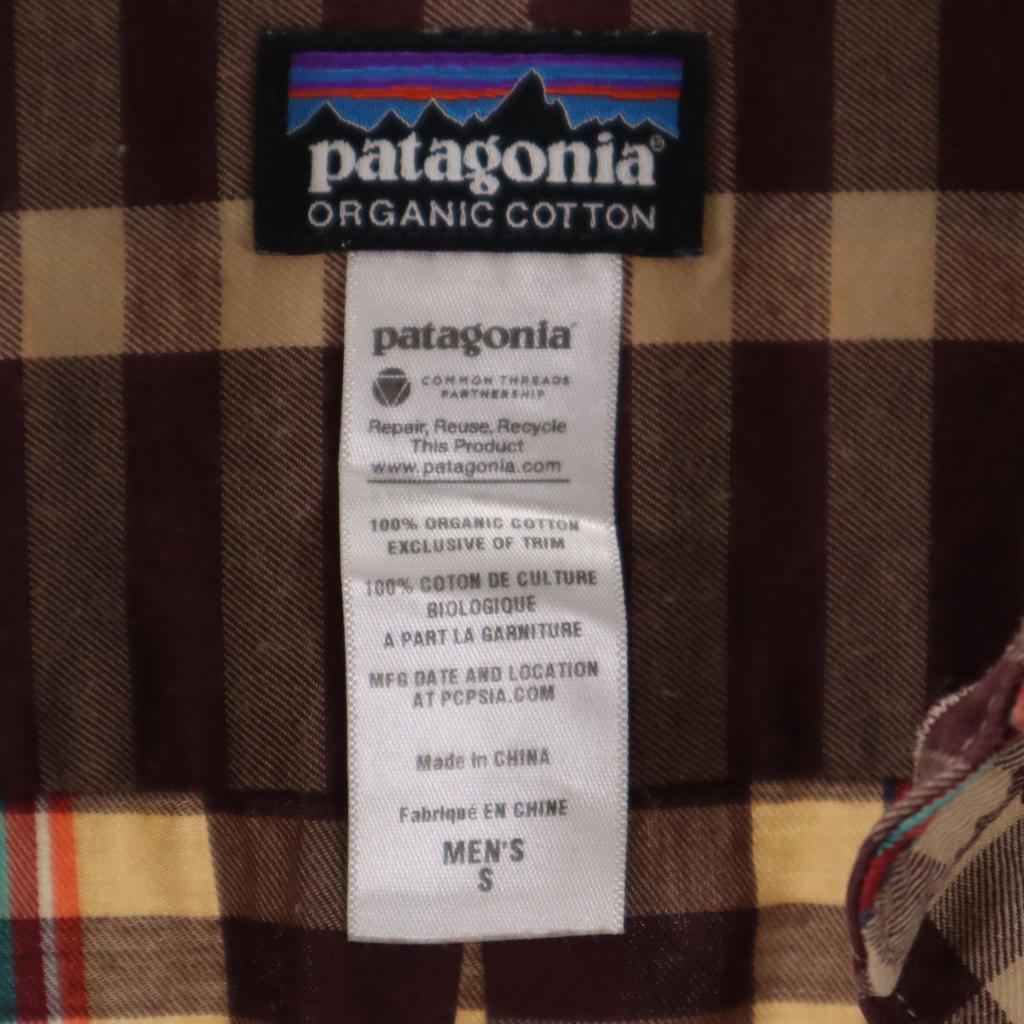 patagonia®
ORGANIC COTTON
patagonia®
COMMON THREADS
PARTNERSHIP
Repair, Reuse, Recycle
This Product
www.patagonia.com
100% ORGANIC COTTON
EXCLUSIVE OF TRIM
100% COTON DE CULTURE
BIOLOGIQUE
A PART LA GARNITURE
MFG DATE AND LOCATION
AT PCPSIA.COM
Made in CHINA
Fabriqué EN CHINE
MEN'S
S